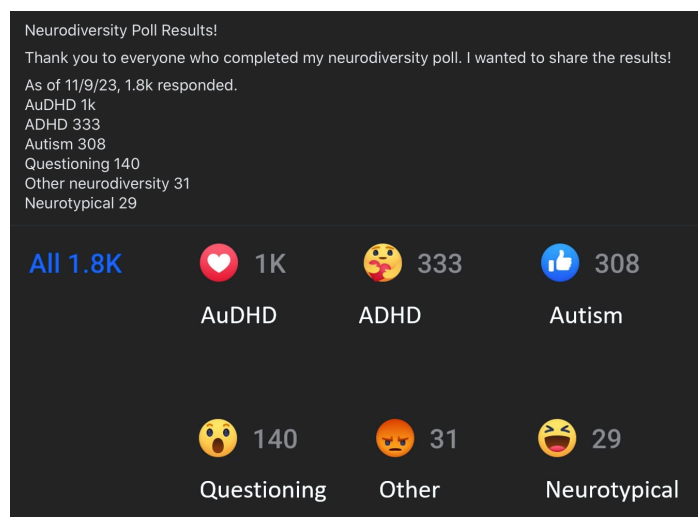 Neurodiversity Poll Results!
Thank you to everyone who completed my neurodiversity poll. I wanted to share the results!
As of 11/9/23, 1.8k responded.
AuDHD 1k
ADHD 333
Autism 308
Questioning 140
Other neurodiversity 31
Neurotypical 29
All 1.8K 1K 333 308
AuDHD ADHD Autism
140 31 29
Questioning Other Neurotypical